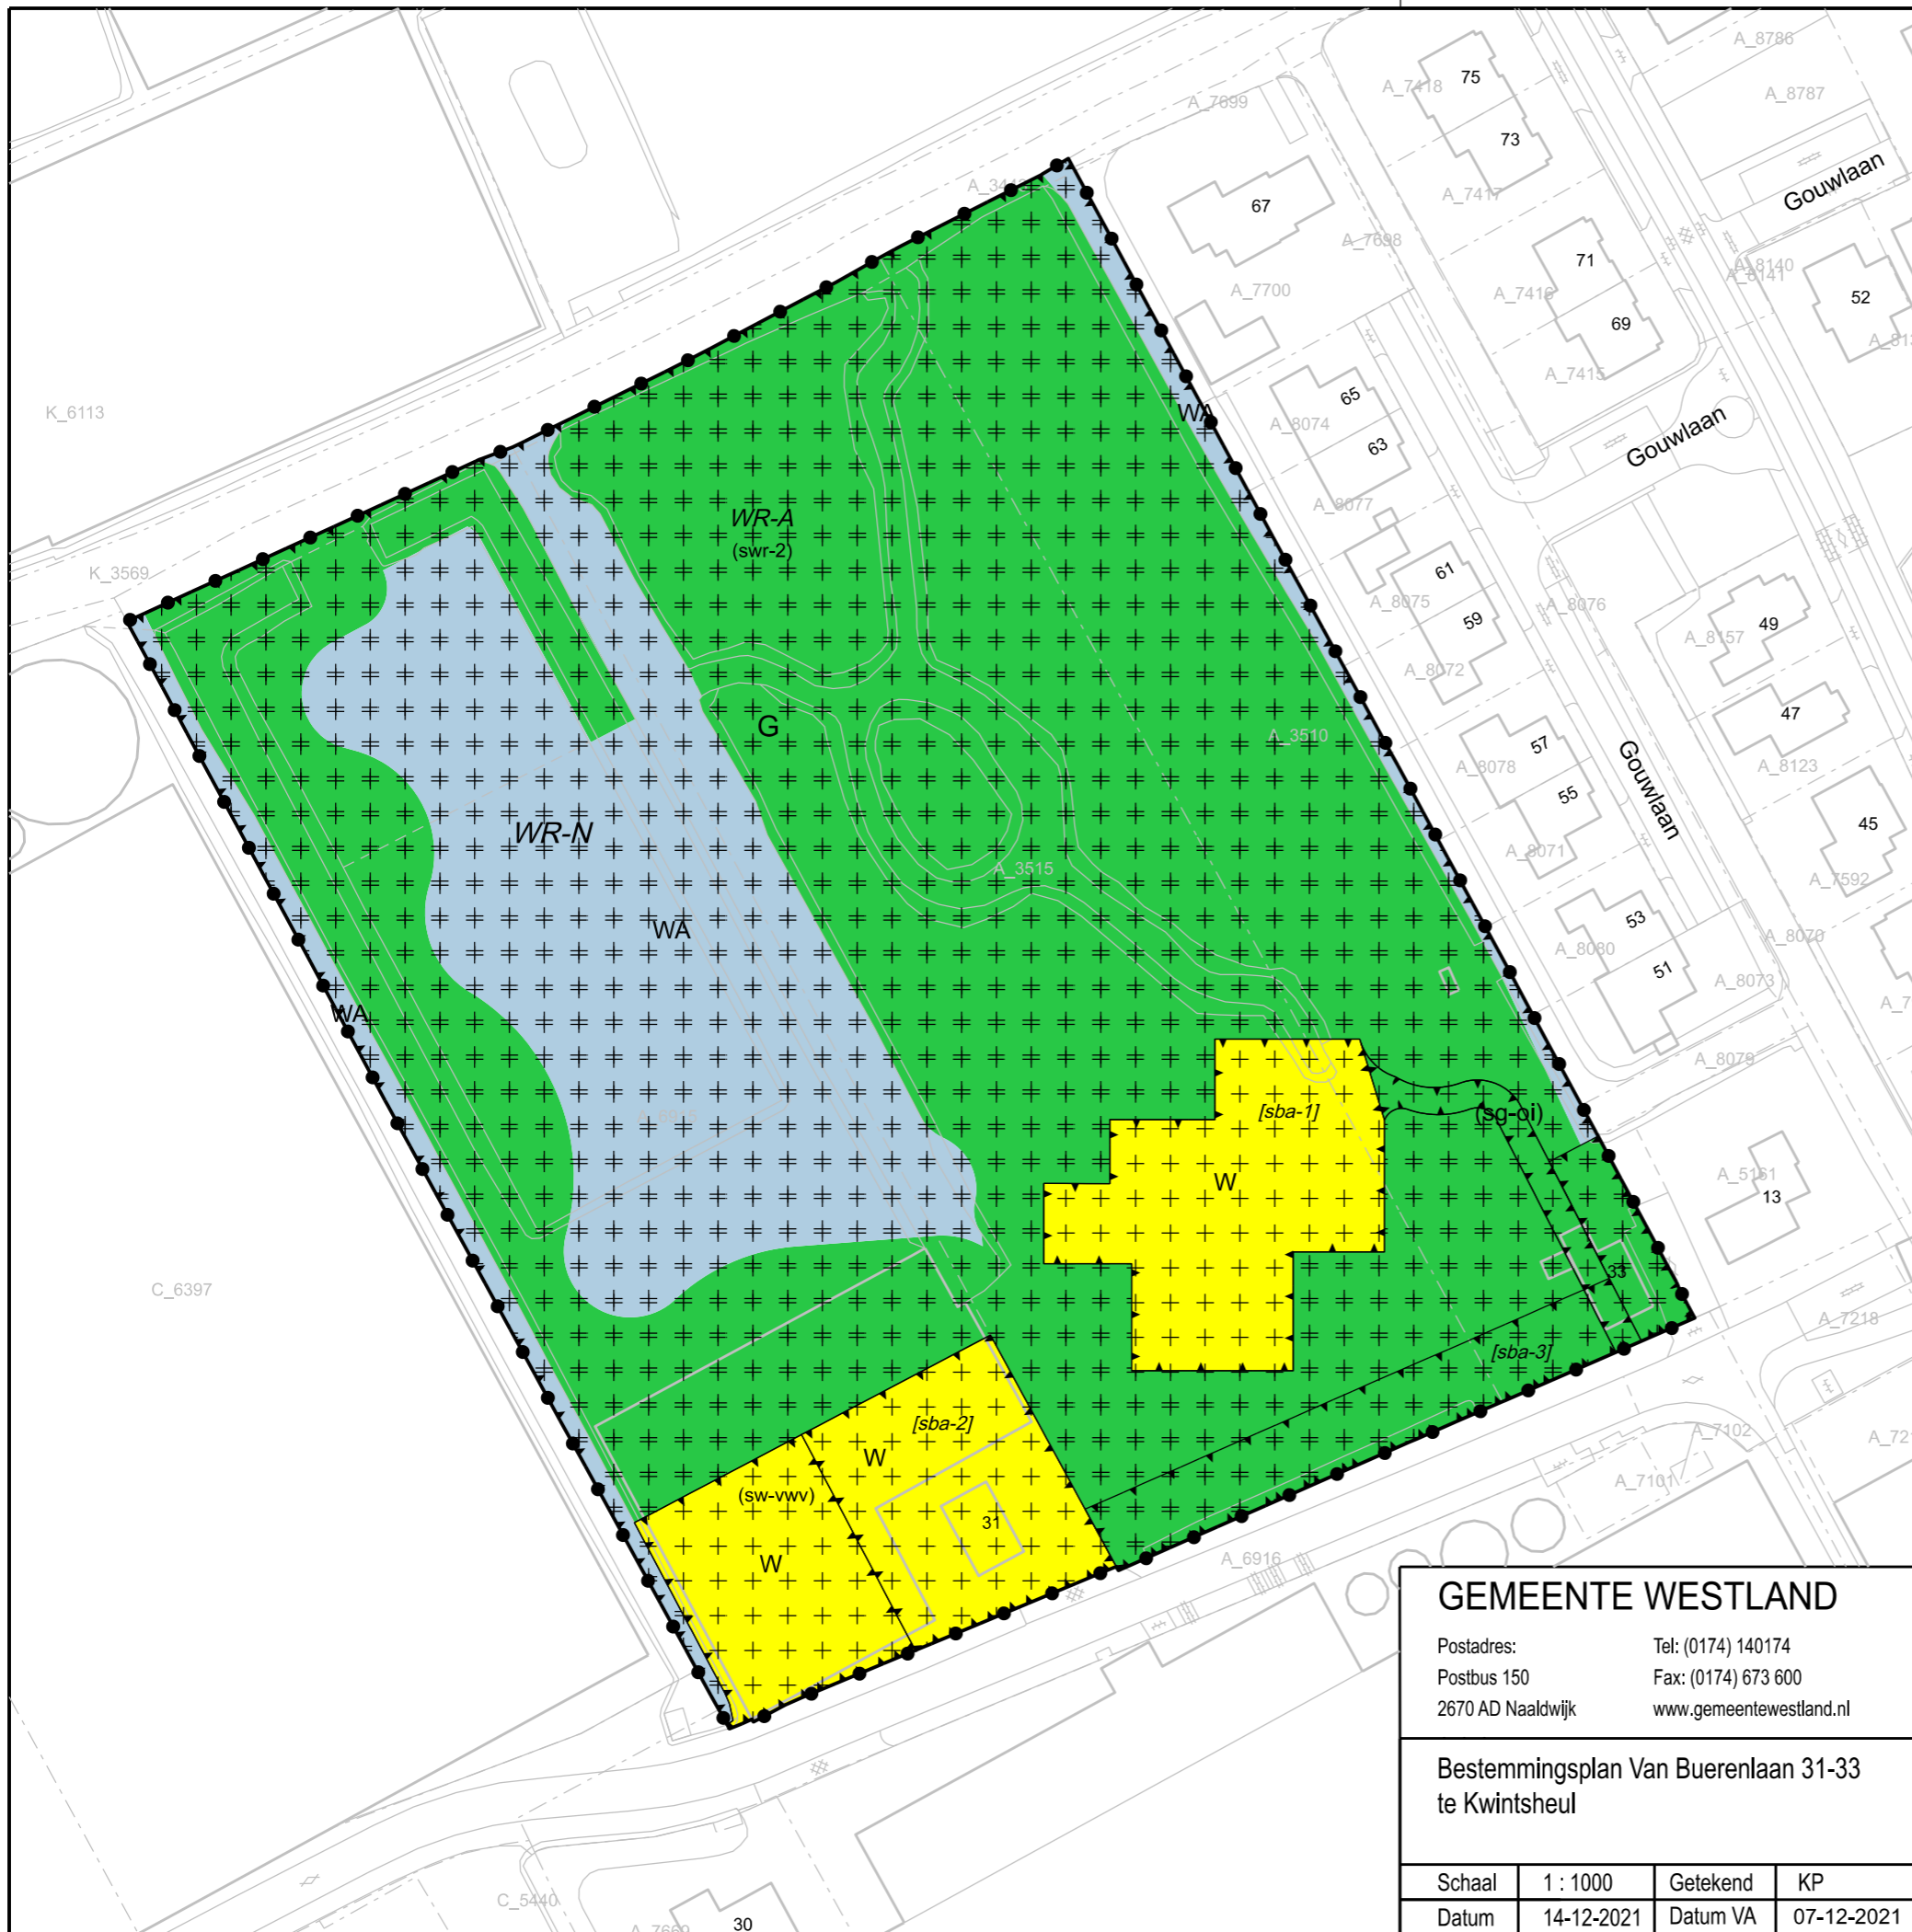 A_8786
75
A_7418
A_8787
A_7699
73
Gouwlaan
A_7417
67
A_7698
71
A_8140
A_8141
A_7700
A_7416
52
69
A_7415
65
WA
K_6113
A_8074
63
Gouwlaan
A_8077
WR-A
(swr-2)
61
K_3569
A_8075
A_8076
59
49
A_8157
A_8072
G
47
A_3510
57
Gouwlaan
A_8078
A_8123
55
WR-N
45
A_8071
A_3515
A_7592
53
WA
A_8080
A_8070
51
A_8073
WA
A_8079
[sba-1]
(sg-oi)
A_5161
W
13
33
C_6397
A_7218
[sba-3]
[sba-2]
A_7102
W
(sw-vwv)
A_7101
31
W
A_6916
GEMEENTE WESTLAND
Postadres: Tel: (0174) 140174
Postbus 150 Fax: (0174) 673 600
2670 AD Naaldwijk www.gemeentewestland.nl
Bestemmingsplan Van Buerenlaan 31-33
te Kwintsheul
Schaal 1 : 1000 Getekend KP
Datum 14-12-2021 Datum VA 07-12-2021
C_5440
30